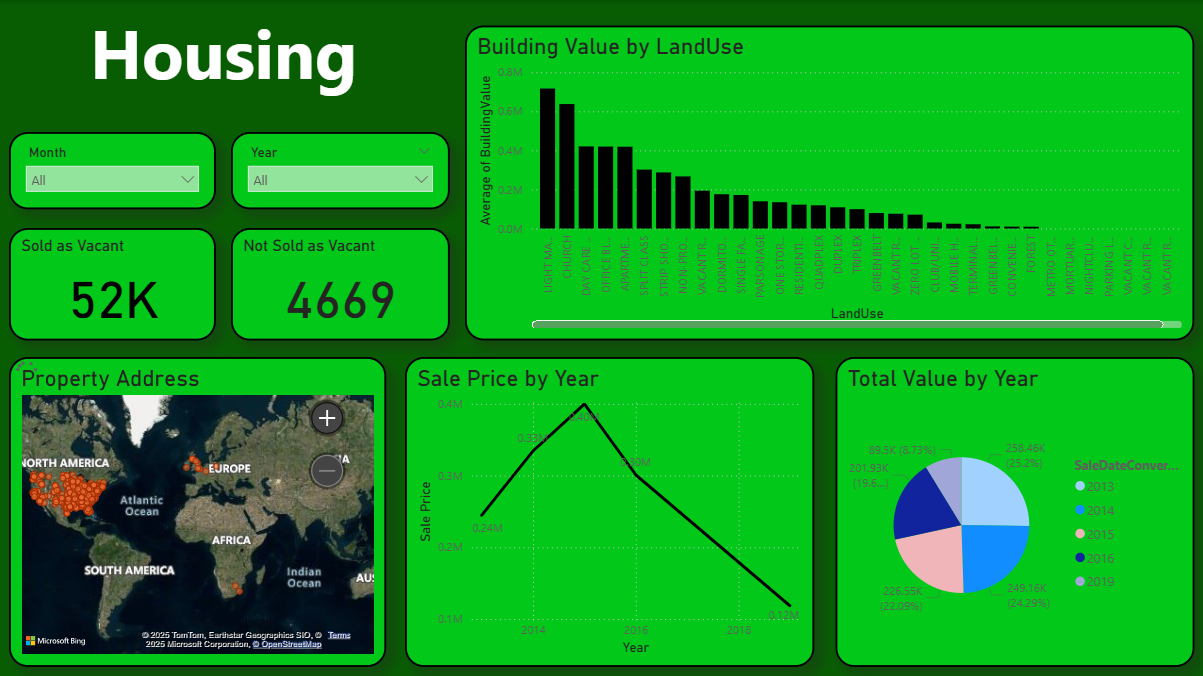 Housing
Month
All
Year
All
Sold as Vacant
52K
Not Sold as Vacant
4669
Building Value by LandUse
Average of BuildingValue
0.8M
0.6M
0.4M
0.2M
0.0M
LIGHT MA...
CHURCH
DAY CARE...
OFFICE BL...
APARTME...
SPLIT CLASS
STRIP SHO...
NON-PRO...
VACANT R...
DORMITO...
SINGLE FA...
PARSONAGE
ONE STOR...
RESIDENTI...
QUADPLEX
DUPLEX
TRIPLEX
GREENBELT
VACANT R...
ZERO LOT ...
CLUB/UNI...
MOBILE H...
TERMINAL...
GREENBEL...
CONVENIE...
FOREST
METRO OT...
MORTUAR...
NIGHTCLU...
PARKING L...
VACANT C...
VACANT R...
VACANT R...
LandUse
Property Address
NORTH AMERICA
EUROPE
IA
Atlantic
Ocean
AFRICA
SOUTH AMERICA
Indian
Ocean
AUS
Microsoft Bing
© 2025 TomTom, Earthstar Geographics SIO, © Terms
2025 Microsoft Corporation, © OpenStreetMap
Sale Price by Year
Sale Price
0.4M
0.3M
0.2M
0.1M
0.24M
0.33M
0.40M
0.30M
0.12M
2014
2016
2018
Year
Total Value by Year
89.5K (8.73%)
258.46K
(25.2%)
201.93K
(19.6...)
226.55K
(22.09%)
249.16K
(24.29%)
SaleDateConver...
2013
2014
2015
2016
2019